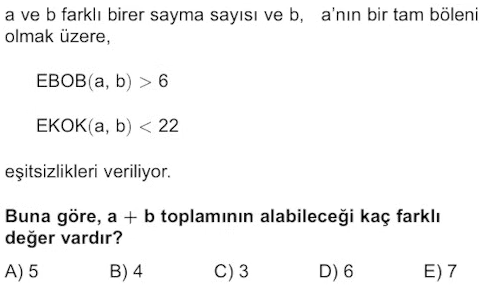 a ve b farklı birer sayma sayısı ve b, a'nın bir tam böleni
olmak üzere,
EBOB(a, b) > 6
EKOK(a, b) < 22
eşitsizlikleri veriliyor.
Buna göre, a + b toplamının alabileceği kaç farklı
değer vardır?
A) 5 B) 4 C) 3 D) 6 E) 7